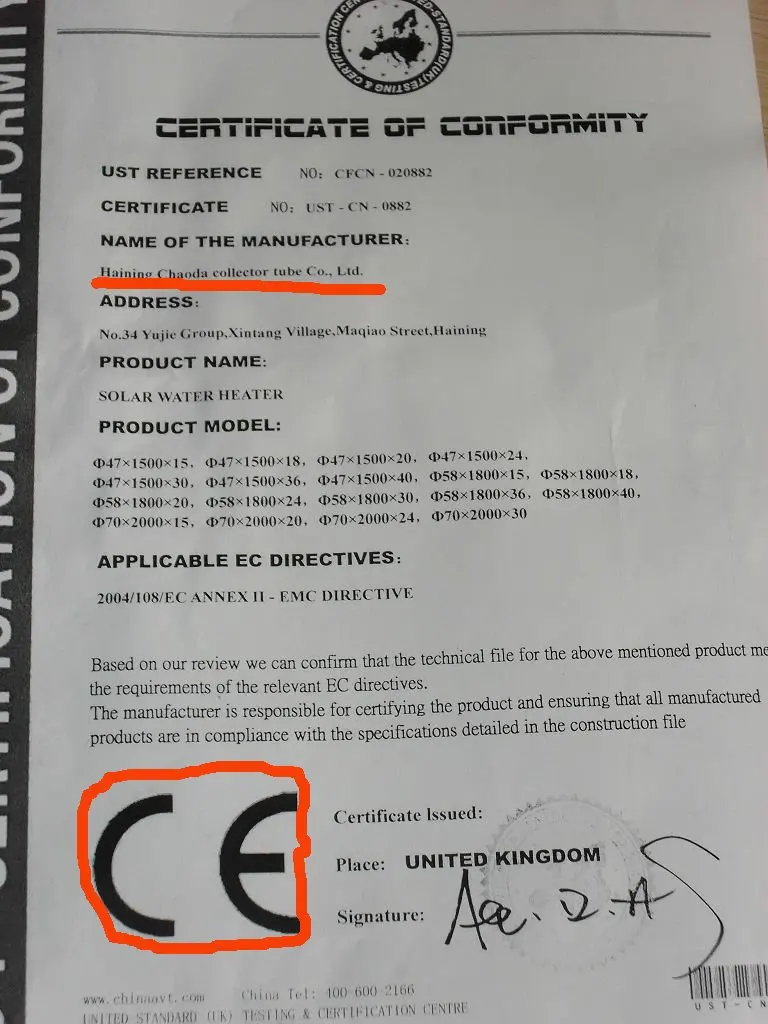 CERTIFICATE OF CONFORMITY
UST REFERENCE NO: CFCN - 020882
CERTIFICATE NO: UST - CN - 0882
NAME OF THE MANUFACTURER:
Haining Chaoda collector tube Co., Ltd.
ADDRESS:
No.34 Yujie Group,Xintang Village,Maqiao Street,Haining
PRODUCT NAME:
SOLAR WATER HEATER
PRODUCT MODEL:
Φ47×1500×15, Φ47×1500×18, Φ47×1500×20, Φ47×1500×24,
Φ47×1500×30, Φ47×1500×36, Φ47×1500×40, Φ58×1800×15, Φ58×1800×18,
Φ58×1800×20, Φ58×1800×24, Φ58×1800×30, Φ58×1800×36, Φ58×1800×40,
Φ70×2000×15, Φ70×2000×20, Φ70×2000×24, Φ70×2000×30
APPLICABLE EC DIRECTIVES:
2004/108/EC ANNEX II - EMC DIRECTIVE
Based on our review we can confirm that the technical file for the above mentioned product me
the requirements of the relevant EC directives.
The manufacturer is responsible for certifying the product and ensuring that all manufactured
products are in compliance with the specifications detailed in the construction file
CE
Certificate Issued:
Place: UNITED KINGDOM
Signature:
www.chinaavt.com China Tel: 400-600-2166
UNITED STANDARD (UK) TESTING & CERTIFICATION CENTRE
UST-CN
CERTIFICATION OF CONFORMITY